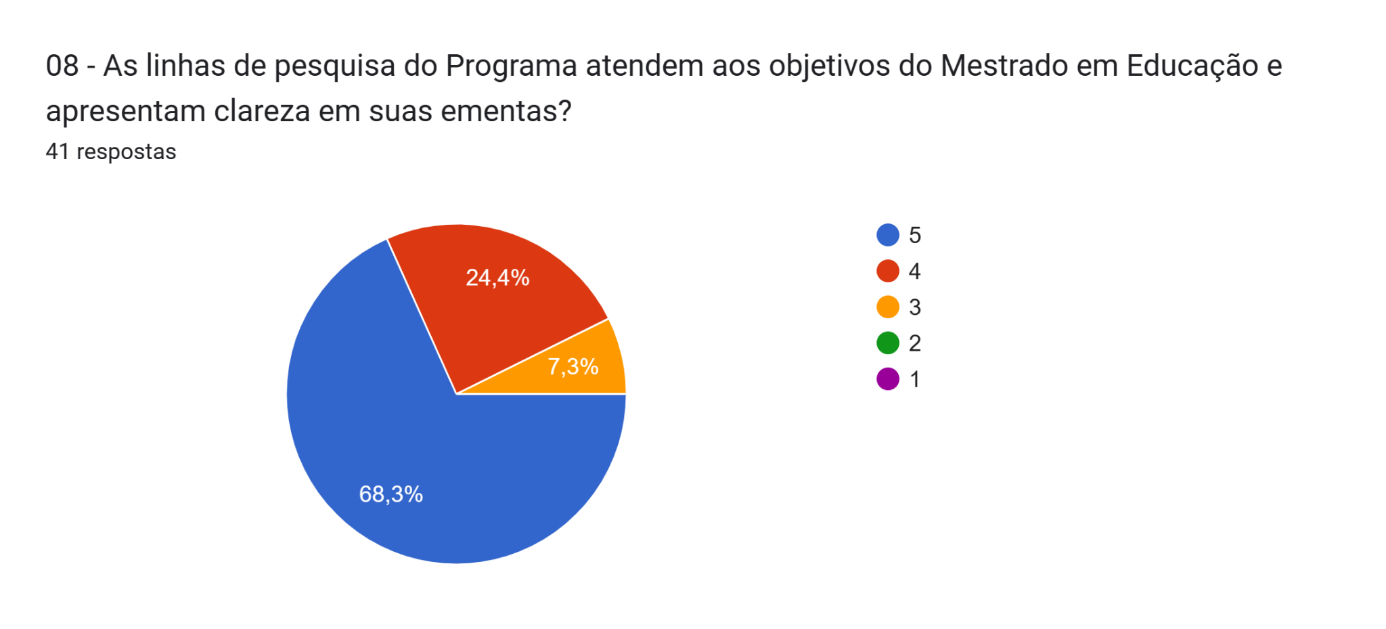 08 - As linhas de pesquisa do Programa atendem aos objetivos do Mestrado em Educação e
apresentam clareza em suas ementas?
41 respostas
24,4%
7,3%
68,3%
5
4
3
2
1